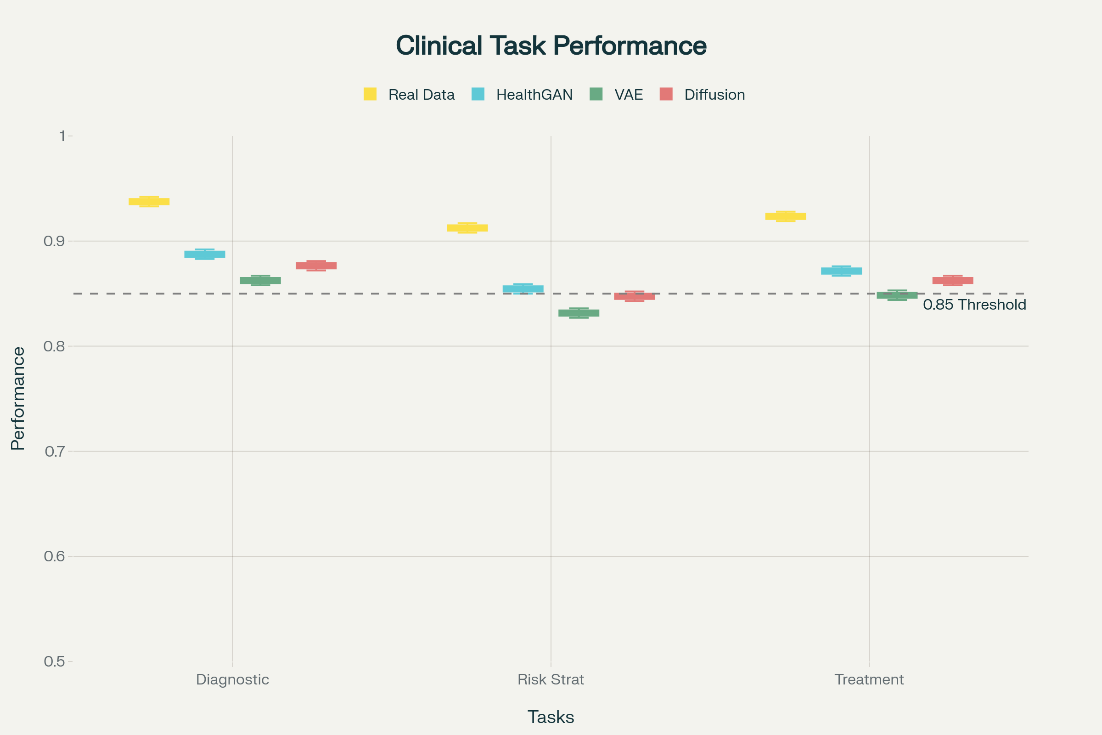 Clinical Task Performance
Real Data HealthGAN VAE Diffusion
1
0.9
0.85 Threshold
0.8
0.7
0.6
0.5
Performance
Diagnostic Risk Strat Treatment
Tasks